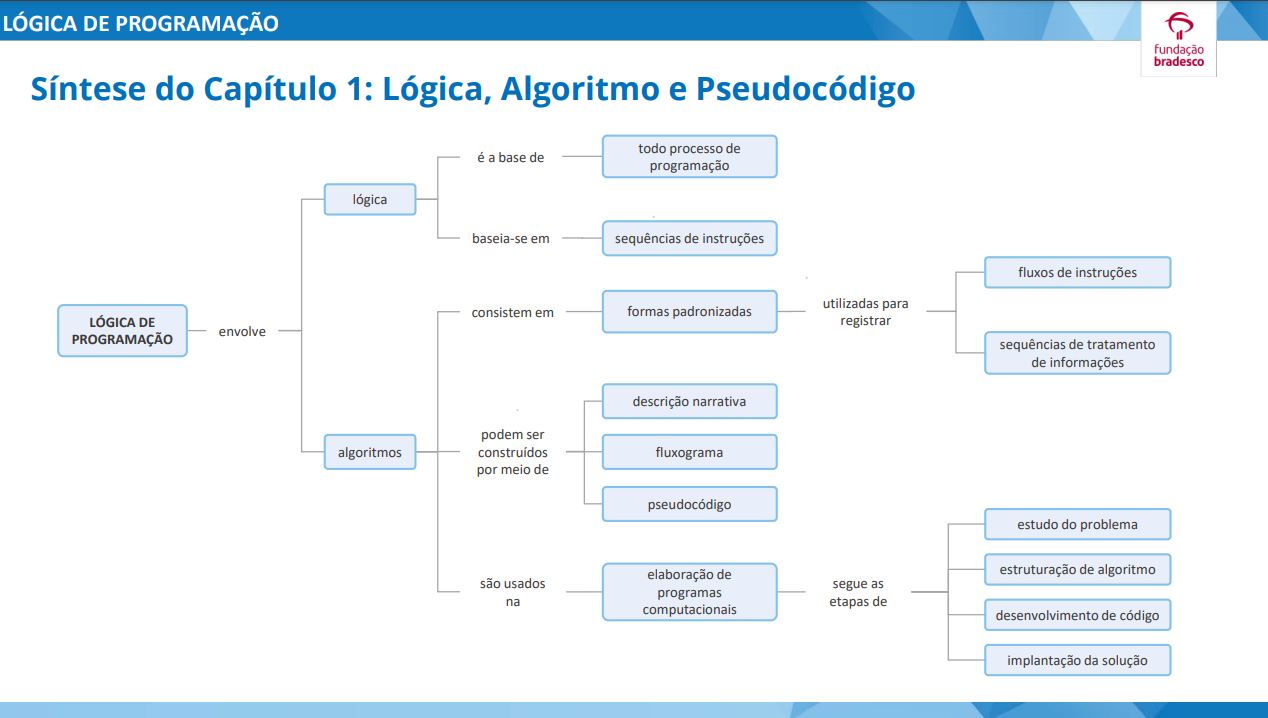 LÓGICA DE PROGRAMAÇÃO
fundação
bradesco
Síntese do Capítulo 1: Lógica, Algoritmo e Pseudocódigo
LÓGICA DE
PROGRAMAÇÃO
envolve
lógica
é a base de
todo processo de
programação
baseia-se em
sequências de instruções
algoritmos
consistem em
formas padronizadas
utilizadas para
registrar
fluxos de instruções
sequências de tratamento
de informações
podem ser
construídos
por meio de
descrição narrativa
fluxograma
pseudocódigo
são usados
na
elaboração de
programas
computacionais
segue as
etapas de
estudo do problema
estruturação de algoritmo
desenvolvimento de código
implantação da solução